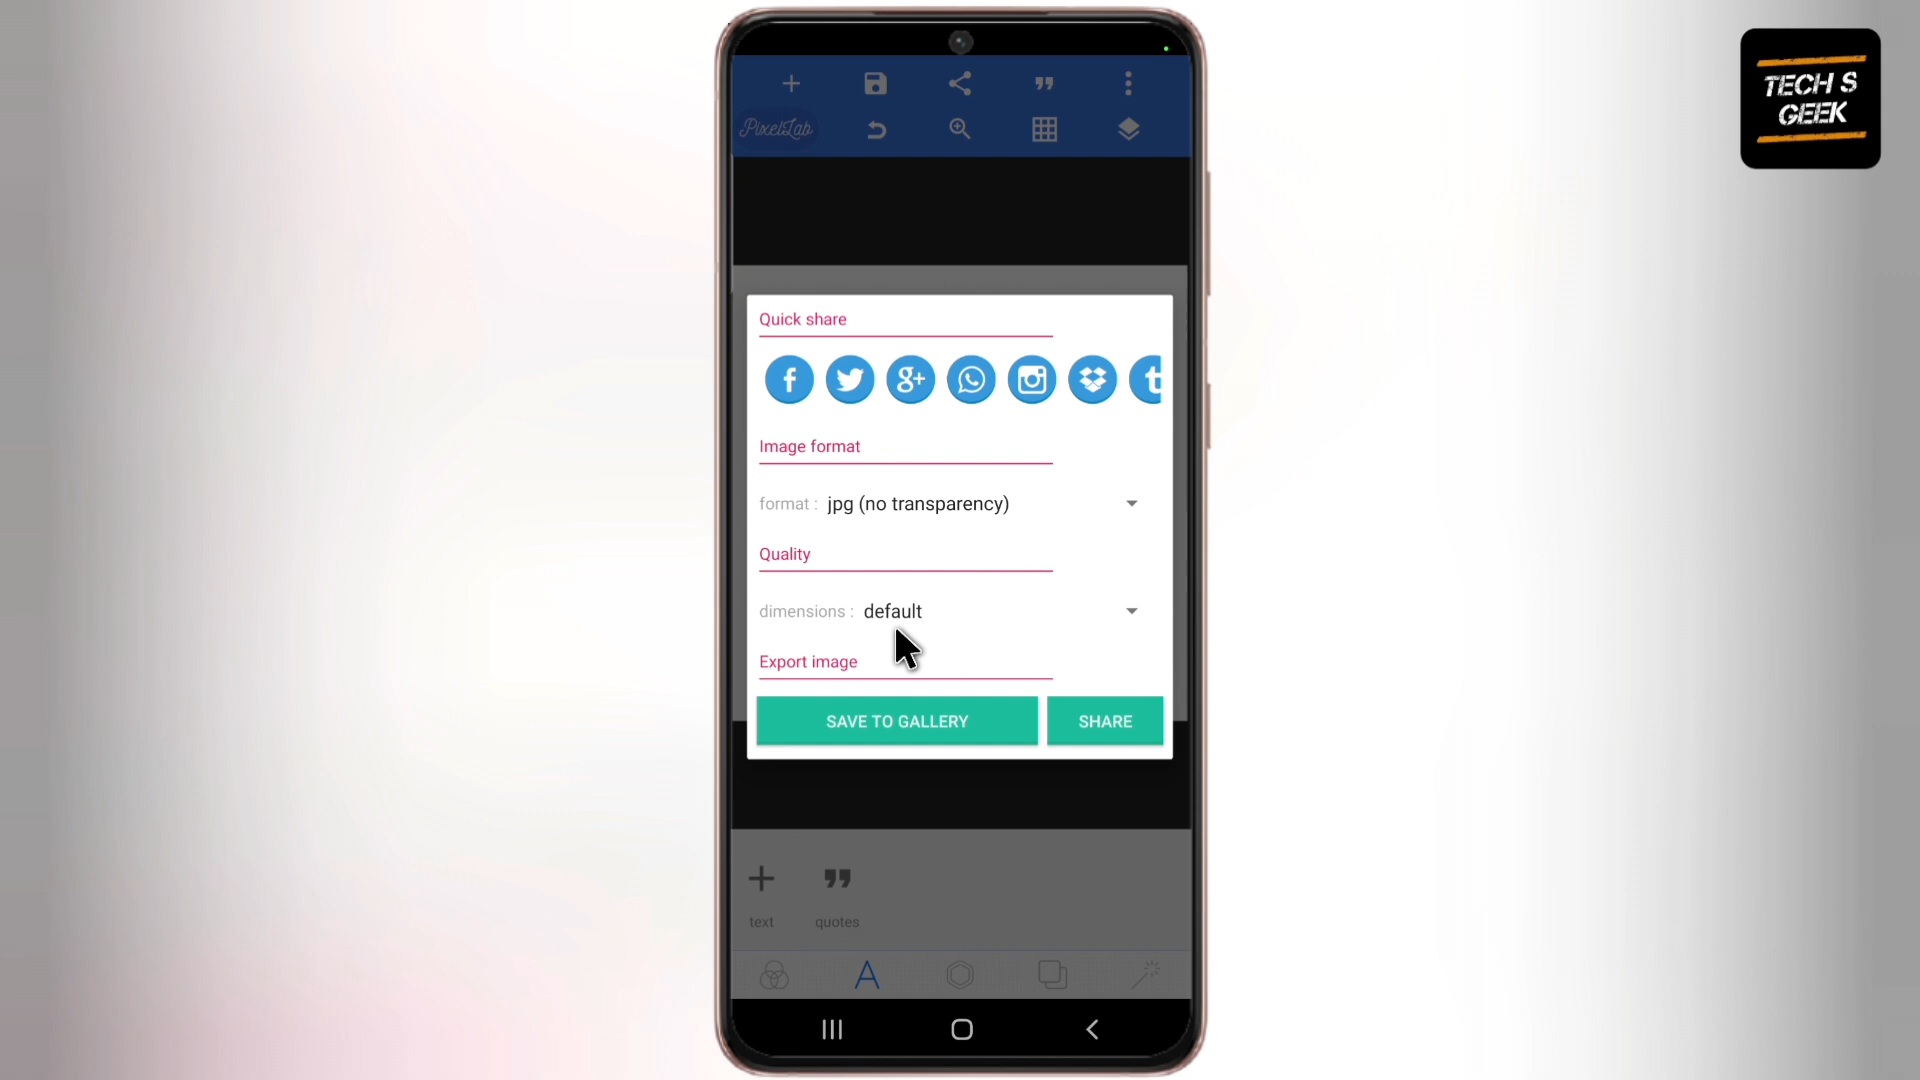 TECH S
GEEK
PixelLab
Quick share
Image format
format : jpg (no transparency)
Quality
dimensions : default
Export image
SAVE TO GALLERY SHARE
text quotes